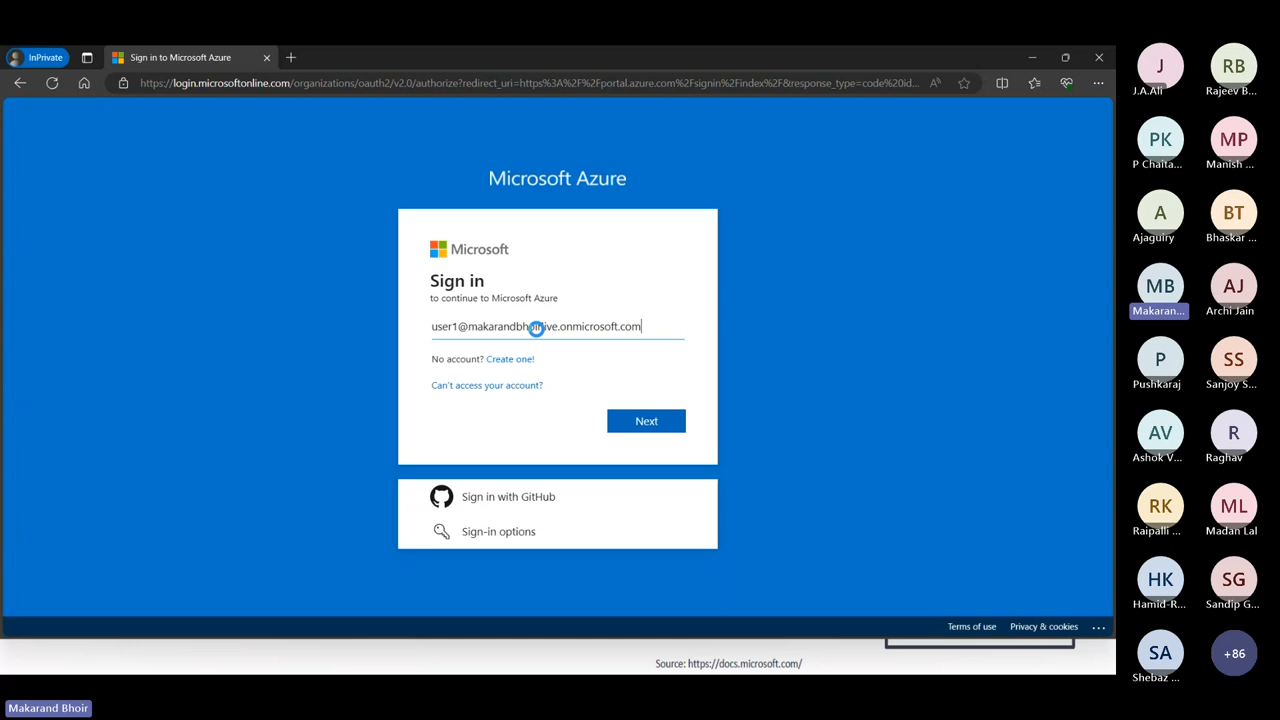 InPrivate
Sign in to Microsoft Azure
https://login.microsoftonline.com/organizations/oauth2/v2.0/authorize?redirect_uri=https%3A%2F%2Fportal.azure.com%2Fsignin%2Findex%2F&response_type=code%20id...
Microsoft Azure
Microsoft
Sign in
to continue to Microsoft Azure
user1@makarandbhoirlive.onmicrosoft.com
No account? Create one!
Can't access your account?
Next
Sign in with GitHub
Sign-in options
Terms of use Privacy & cookies ...
Source: https://docs.microsoft.com/
Makarand Bhoir
J RB
J.A.Ali Rajeev B...
PK MP
P Chaita... Manish ...
A BT
Ajaguiry Bhaskar ...
MB AJ
Makaran... Archi Jain
P SS
Pushkaraj Sanjoy S...
AV R
Ashok V... Raghav
RK ML
Raipalli ... Madan Lal
HK SG
Hamid-R... Sandip G...
SA +86
Shebaz ...